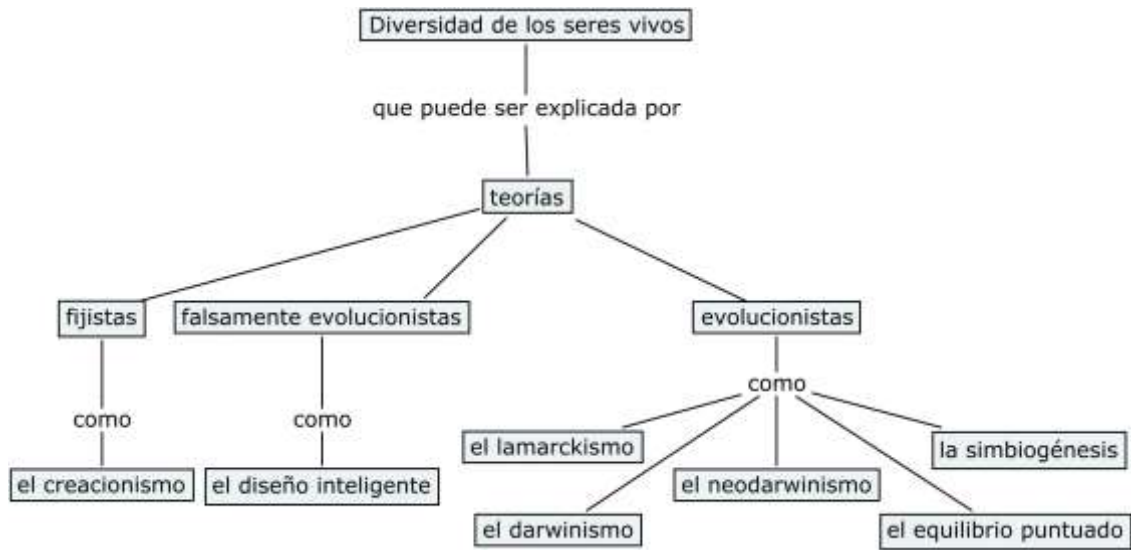 Diversidad de los seres vivos
que puede ser explicada por
teorías
fijistas
falsamente evolucionistas
evolucionistas
como
como
como
el creacionismo
el diseño inteligente
el lamarckismo
el darwinismo
el neodarwinismo
el equilibrio puntuado
la simbiogénesis